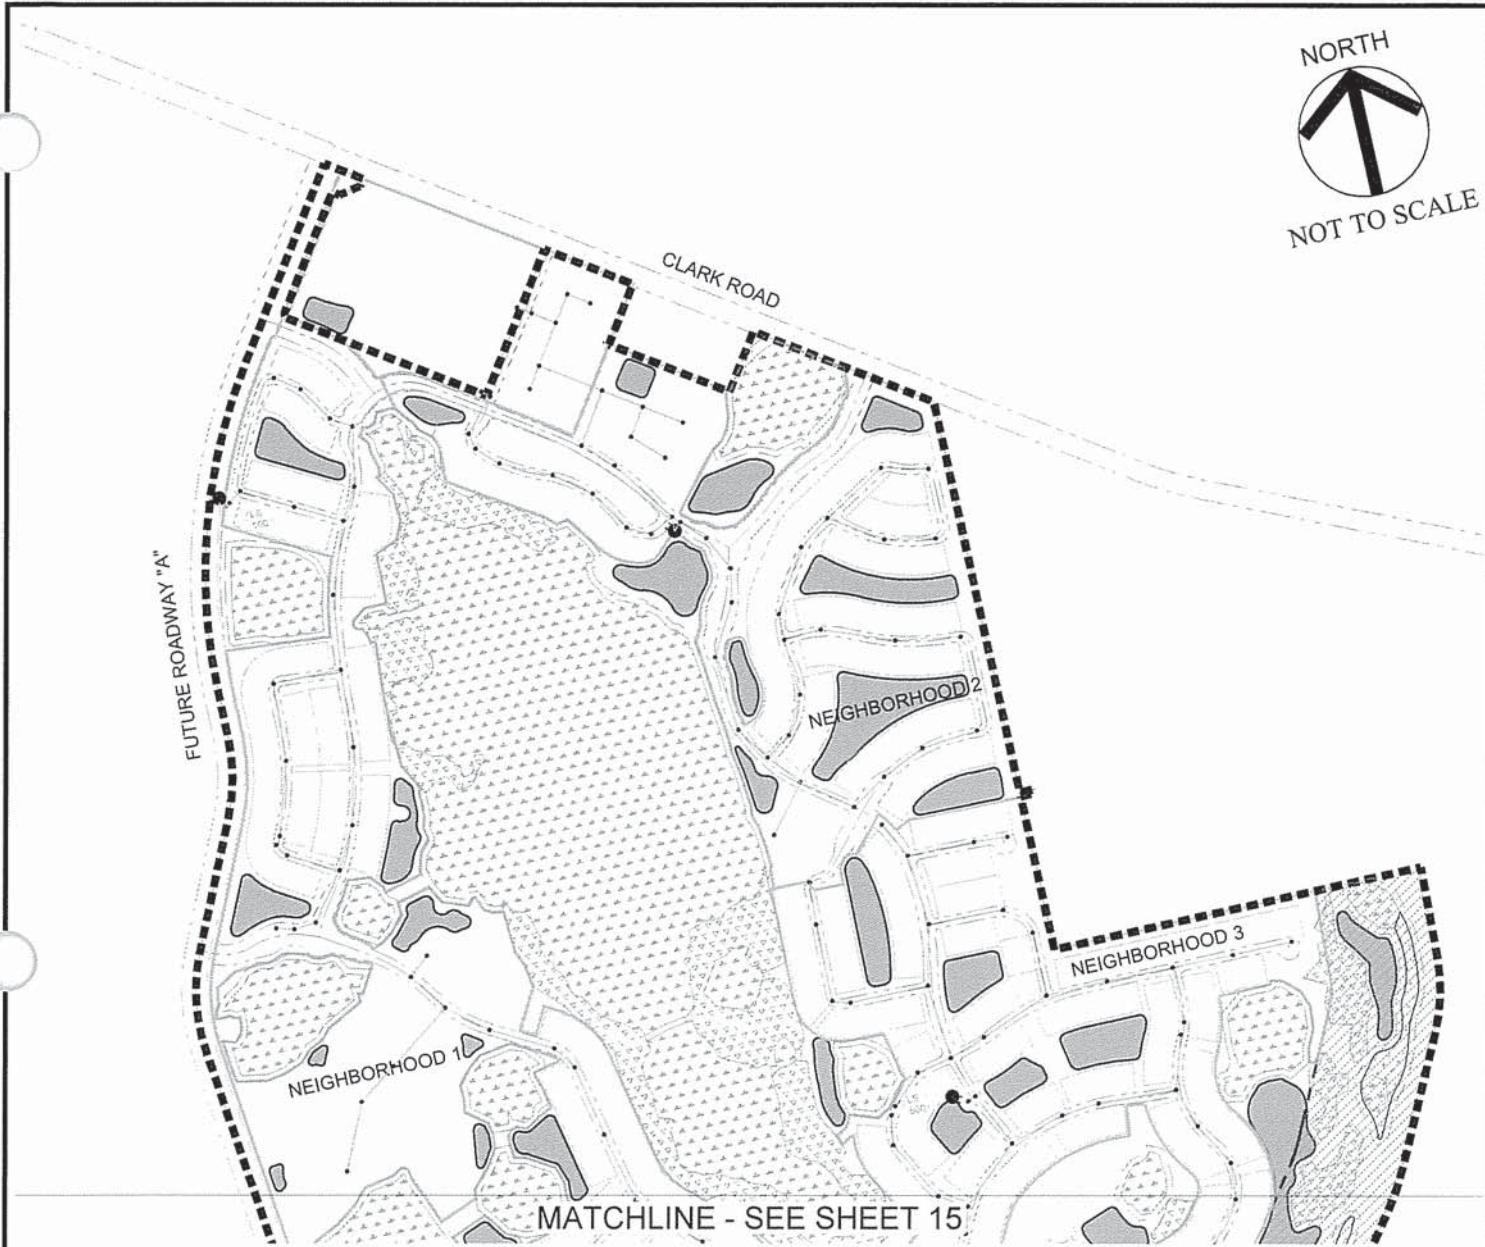 NORTH
NOT TO SCALE
CLARK ROAD
FUTURE ROADWAY "A"
NEIGHBORHOOD 2
NEIGHBORHOOD 3
NEIGHBORHOOD 1
MATCHLINE - SEE SHEET 15